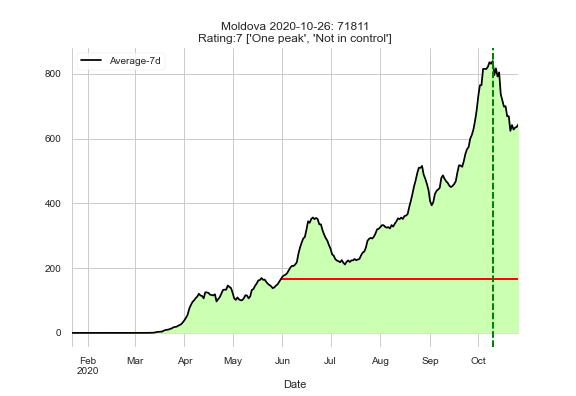 Moldova 2020-10-26: 71811
Rating:7 ['One peak', 'Not in control']
Average-7d
800
600
400
200
0
Feb Mar Apr May Jun Jul Aug Sep Oct
2020
Date